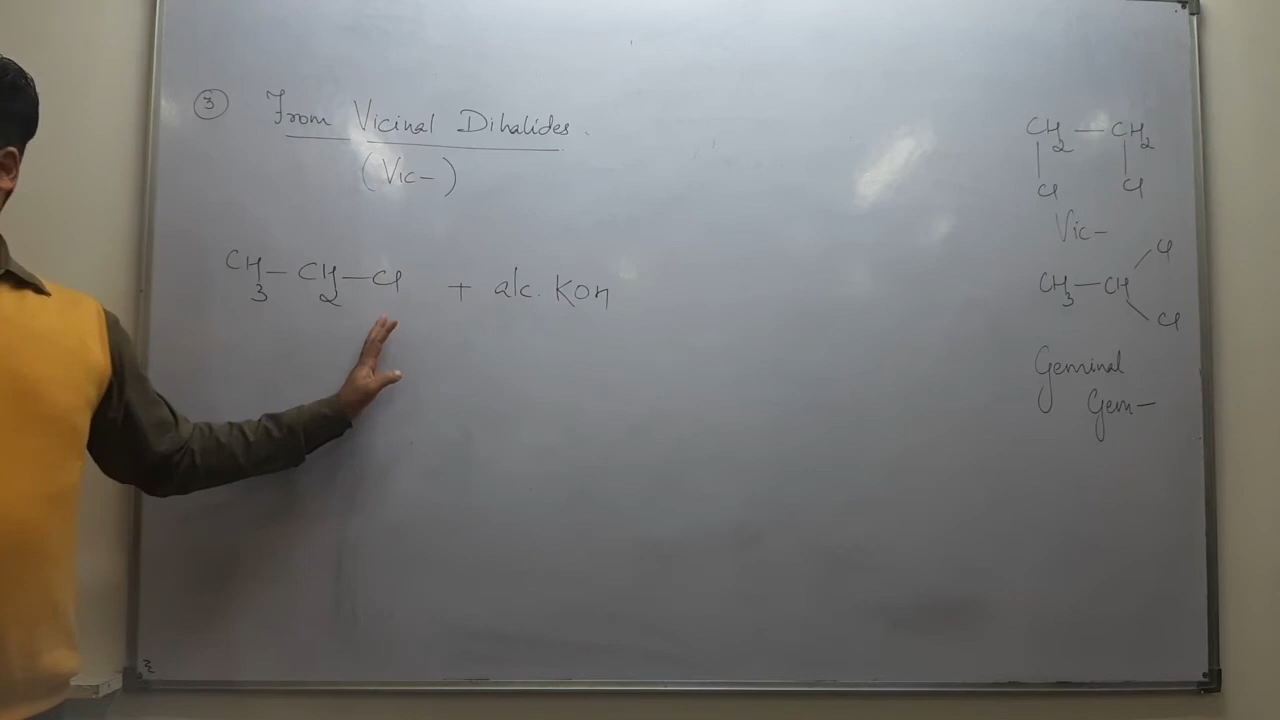 ③ From Vicinal Dihalides.
(Vic-)
CH3 - CH2 - Cl + alc. KOH
CH2 - CH2
Cl Cl
Vic-
Cl
CH3 - CH
Cl
Geminal
Gem-